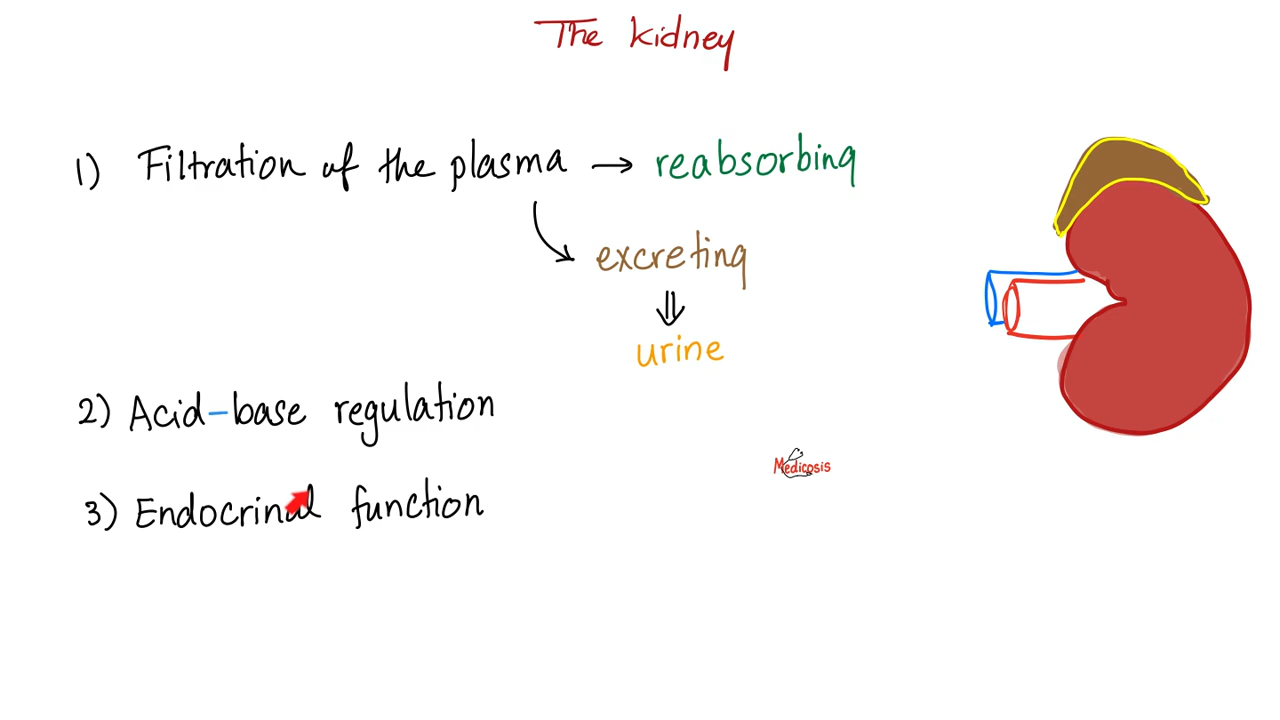 The kidney
1) Filtration of the plasma → reabsorbing
excreting
urine
2) Acid-base regulation
Medicosis
3) Endocrinal function